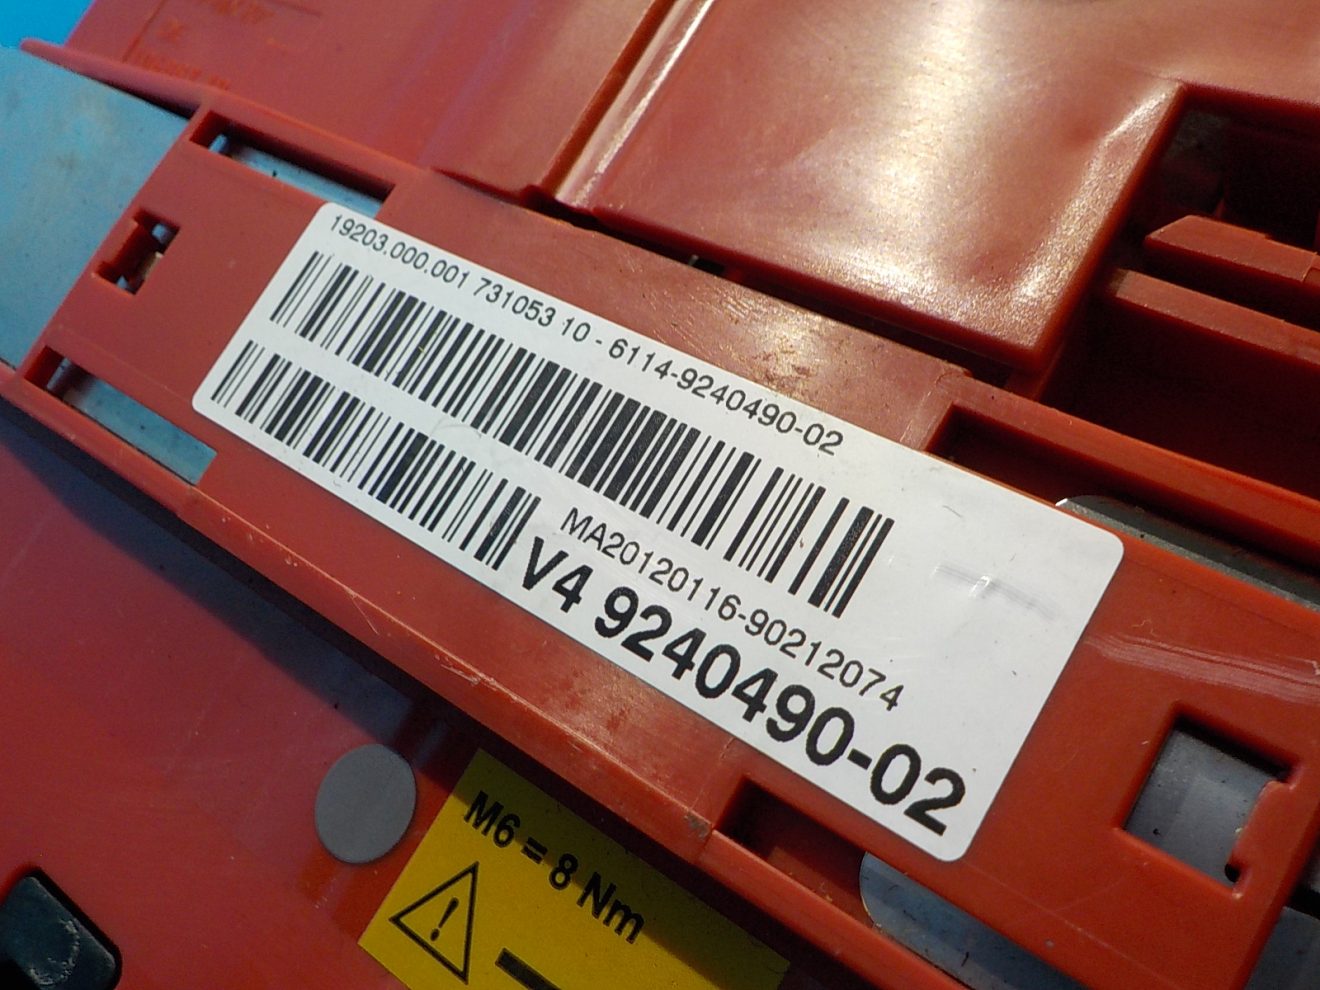 19203.000.001 731053 10 - 6114-9240490-02
MA20120116-90212074
V4 9240490-02
M6 = 8 Nm